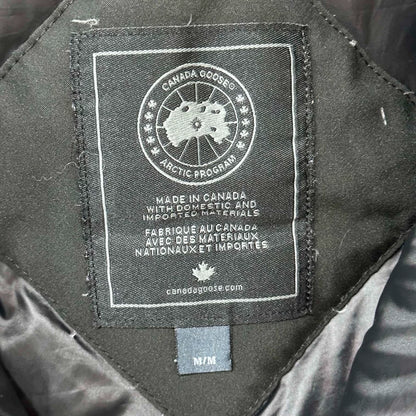 CANADA GOOSE®
ARCTIC PROGRAM
MADE IN CANADA
WITH DOMESTIC AND
IMPORTED MATERIALS
FABRIQUÉ AU CANADA
AVEC DES MATERIAUX
NATIONAUX ET IMPORTÉS
canadagoose.com
M/M